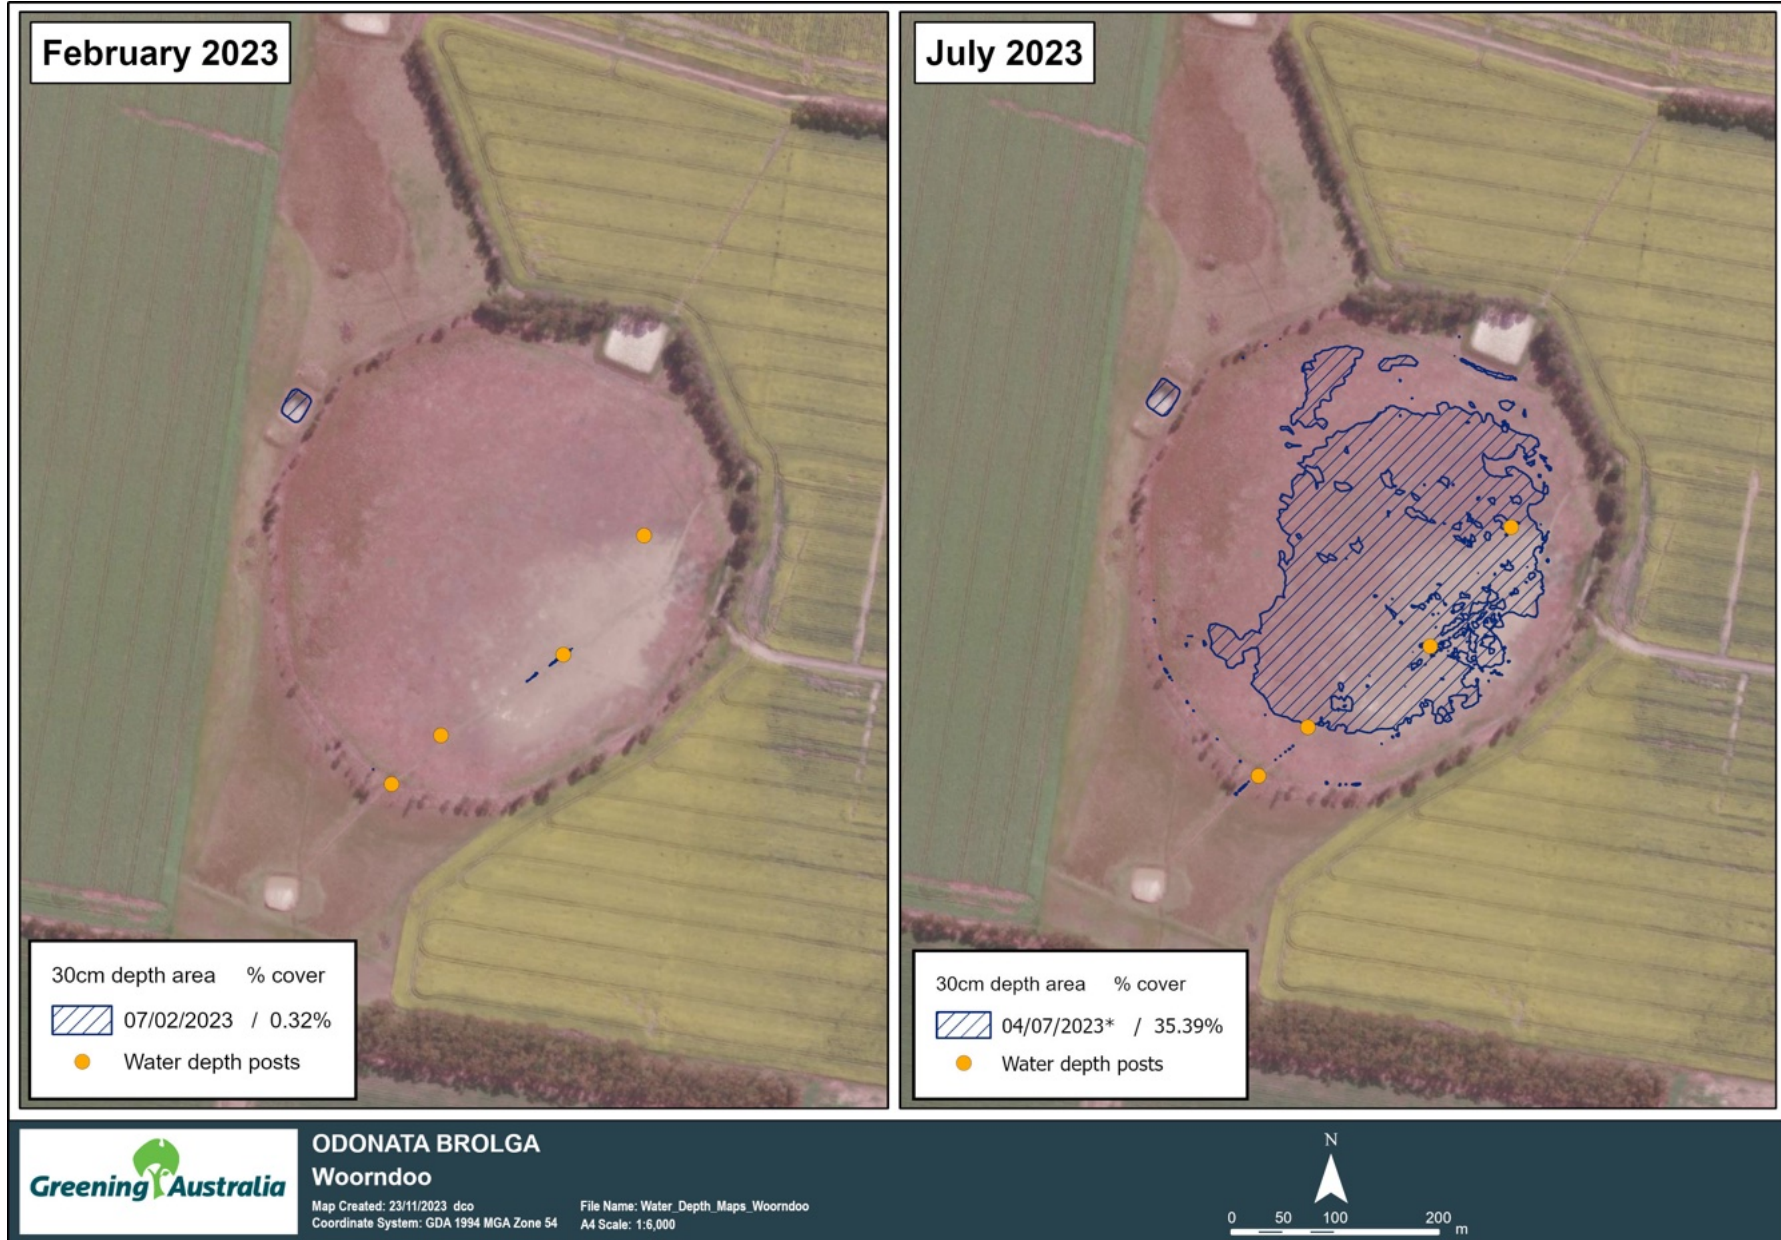 February 2023
30cm depth area % cover
07/02/2023 / 0.32%
Water depth posts
July 2023
30cm depth area % cover
04/07/2023* / 35.39%
Water depth posts
Greening Australia
ODONATA BROLGA
Woorndoo
Map Created: 23/11/2023 dco
Coordinate System: GDA 1994 MGA Zone 54
File Name: Water_Depth_Maps_Woorndoo
A4 Scale: 1:6,000
N
0 50 100 200
m